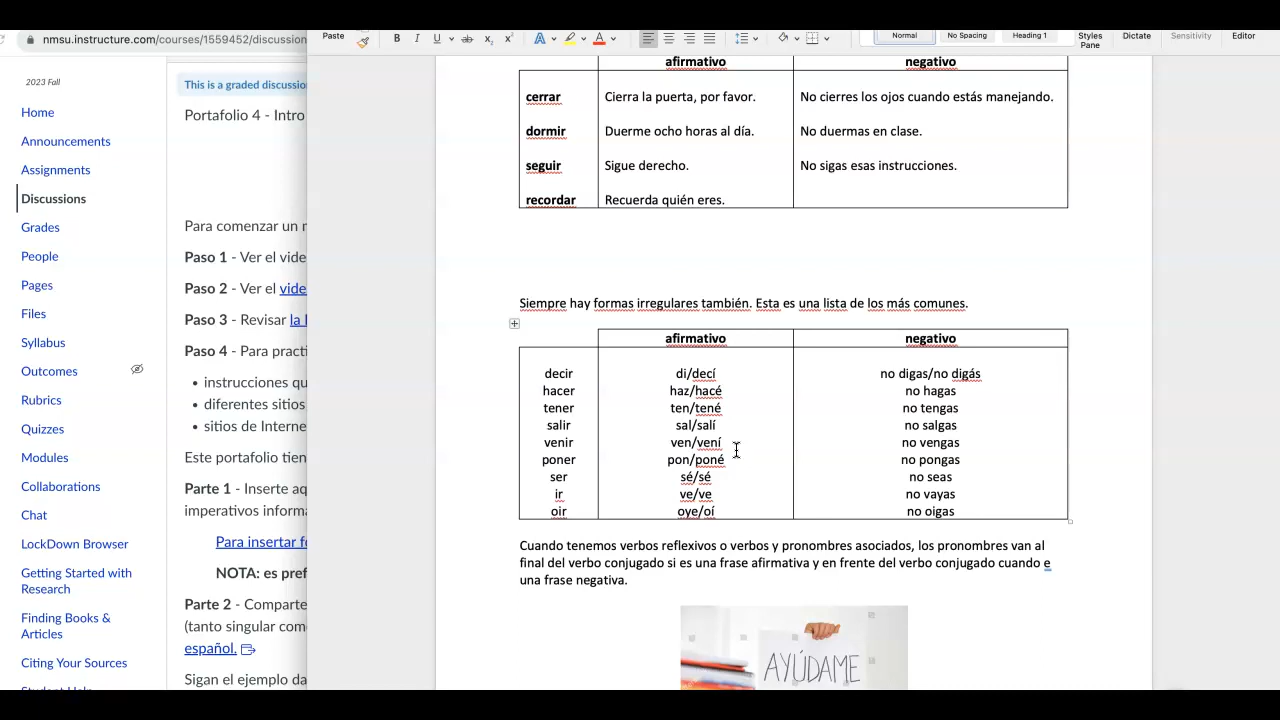 nmsu.instructure.com/courses/1559452/discussion
2023 Fall
Home
Announcements
Assignments
Discussions
Grades
People
Pages
Files
Syllabus
Outcomes
Rubrics
Quizzes
Modules
Collaborations
Chat
LockDown Browser
Getting Started with
Research
Finding Books &
Articles
Citing Your Sources
This is a graded discussio
Portafolio 4 - Intro
Para comenzar un
Paso 1 - Ver el vide
Paso 2 - Ver el vide
Paso 3 - Revisar la
Paso 4 - Para practi
• instrucciones qu
• diferentes sitios
• sitios de Interne
Este portafolio tien
Parte 1 - Inserte aq
imperativos informa
Para insertar
NOTA: es pref
Parte 2 - Comparte
(tanto singular com
español.
Sigan el ejemplo da
Paste
B I U ab x₂ x² A A
Normal
No Spacing
Heading 1
Styles
Pane
Dictate
Sensitivity
Editor
afirmativo negativo
cerrar Cierra la puerta, por favor. No cierres los ojos cuando estás manejando.
dormir Duerme ocho horas al día. No duermas en clase.
seguir Sigue derecho. No sigas esas instrucciones.
recordar Recuerda quién eres.
Siempre hay formas irregulares también. Esta es una lista de los más comunes.
afirmativo negativo
decir di/decí no digas/no digás
hacer haz/hacé no hagas
tener ten/tené no tengas
salir sal/salí no salgas
venir ven/vení no vengas
poner pon/poné no pongas
ser sé/sé no seas
ir ve/ve no vayas
oir oye/oí no oigas
Cuando tenemos verbos reflexivos o verbos y pronombres asociados, los pronombres van al
final del verbo conjugado si es una frase afirmativa y en frente del verbo conjugado cuando e
una frase negativa.
AYÚDAME